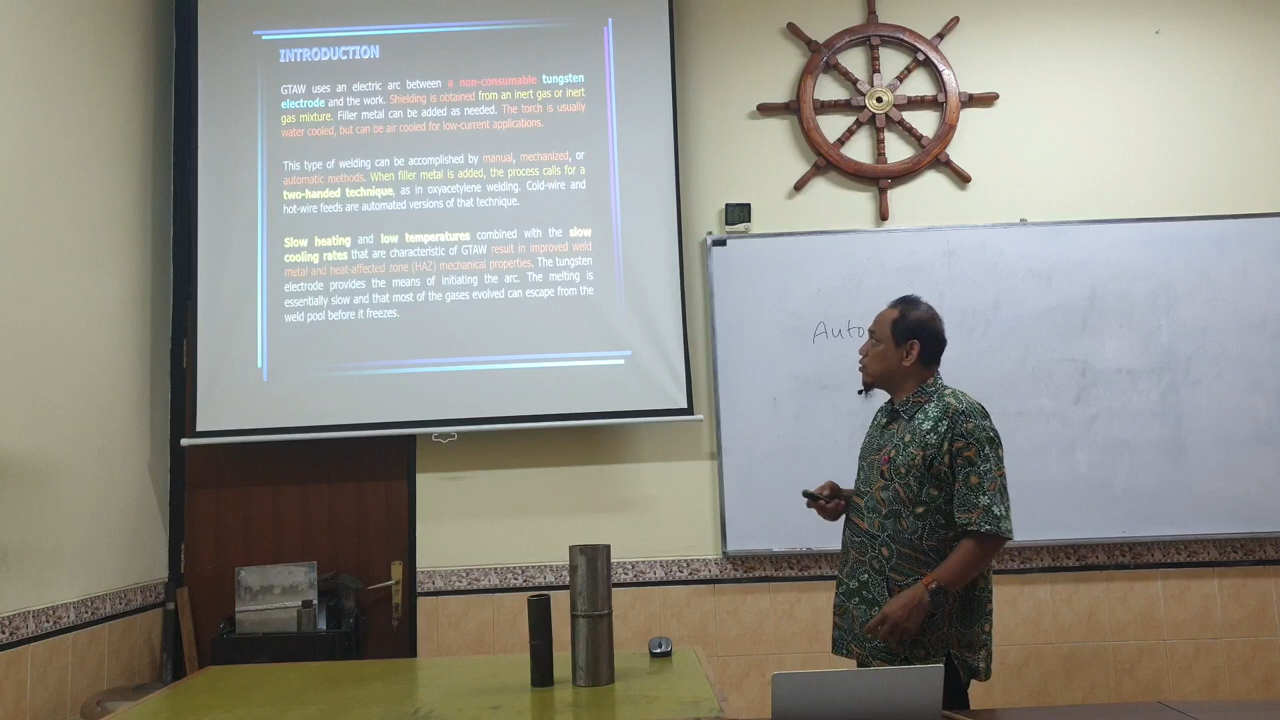 INTRODUCTION
GTAW uses an electric arc between a non-consumable tungsten
electrode and the work. Shielding is obtained from an inert gas or inert
gas mixture. Filler metal can be added as needed. The torch is usually
water cooled, but can be air cooled for low-current applications.
This type of welding can be accomplished by manual, mechanized, or
automatic methods. When filler metal is added, the process calls for a
two-handed technique, as in oxyacetylene welding. Cold-wire and
hot-wire feeds are automated versions of that technique.
Slow heating and low temperatures combined with the slow
cooling rates that are characteristic of GTAW result in improved weld
metal and heat-affected zone (HAZ) mechanical properties. The tungsten
electrode provides the means of initiating the arc. The melting is
essentially slow and that most of the gases evolved can escape from the
weld pool before it freezes.
Auto